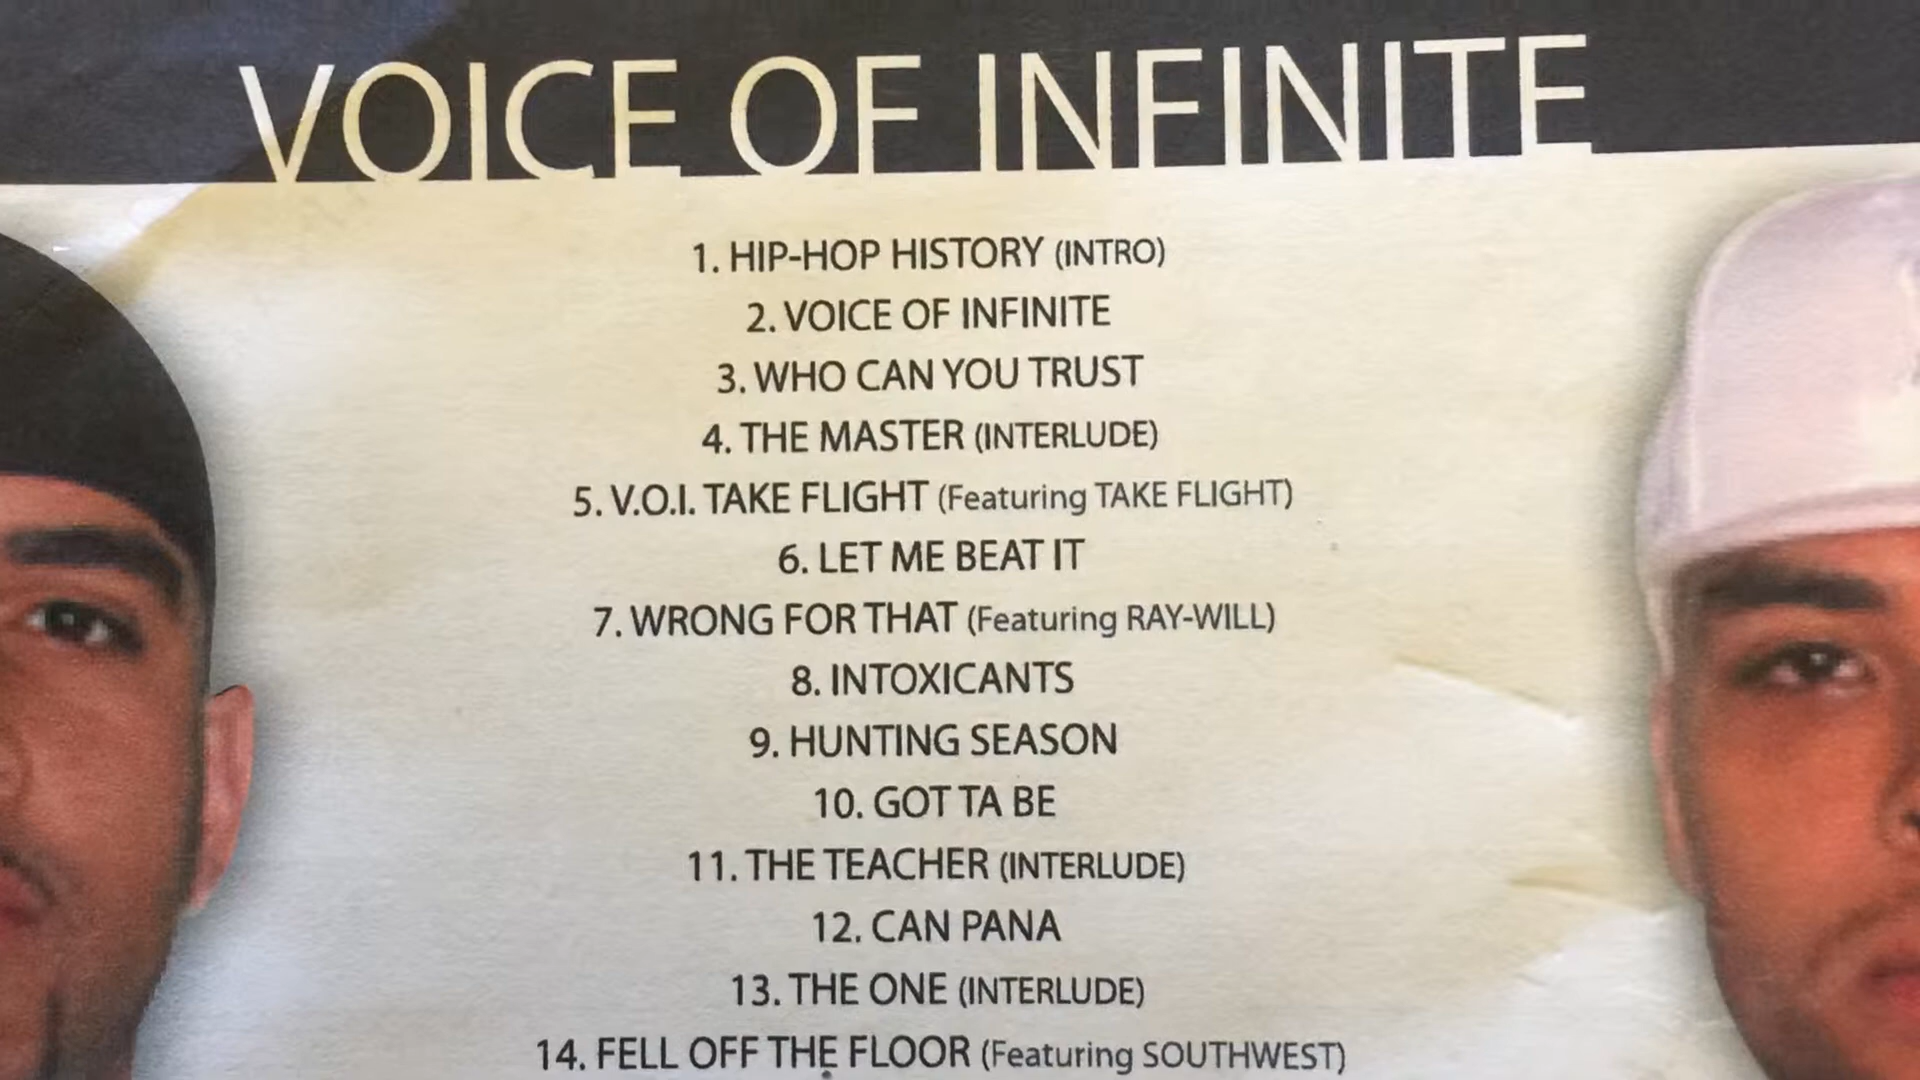 VOICE OF INFINITE
1. HIP-HOP HISTORY (INTRO)
2. VOICE OF INFINITE
3. WHO CAN YOU TRUST
4. THE MASTER (INTERLUDE)
5. V.O.I. TAKE FLIGHT (Featuring TAKE FLIGHT)
6. LET ME BEAT IT
7. WRONG FOR THAT (Featuring RAY-WILL)
8. INTOXICANTS
9. HUNTING SEASON
10. GOT TA BE
11. THE TEACHER (INTERLUDE)
12. CAN PANA
13. THE ONE (INTERLUDE)
14. FELL OFF THE FLOOR (Featuring SOUTHWEST)